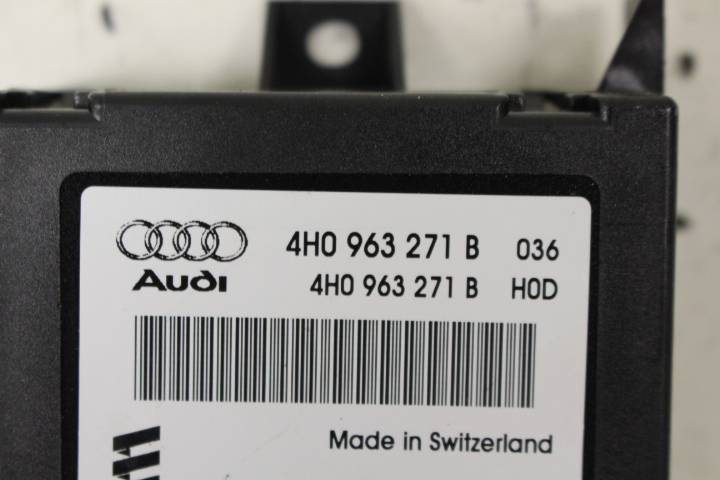 4H0 963 271 B 036
Audi 4H0 963 271 B H0D
Made in Switzerland